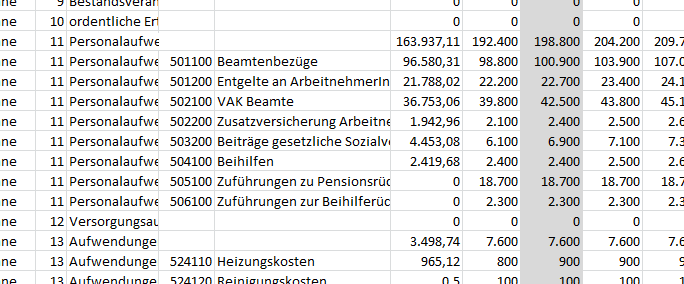 ne 9 Bestandsverän 0 0 0 0
ne 10 ordentliche Ert 0 0 0 0
ne 11 Personalaufwe 163.937,11 192.400 198.800 204.200 209.7
ne 11 Personalaufwe 501100 Beamtenbezüge 96.580,31 98.800 100.900 103.900 107.0
ne 11 Personalaufwe 501200 Entgelte an ArbeitnehmerIn 21.788,02 22.200 22.700 23.400 24.1
ne 11 Personalaufwe 502100 VAK Beamte 36.753,06 39.800 42.500 43.800 45.1
ne 11 Personalaufwe 502200 Zusatzversicherung Arbeitne 1.942,96 2.100 2.400 2.500 2.6
ne 11 Personalaufwe 503200 Beiträge gesetzliche Sozialve 4.453,08 6.100 6.900 7.100 7.3
ne 11 Personalaufwe 504100 Beihilfen 2.419,68 2.400 2.400 2.500 2.6
ne 11 Personalaufwe 505100 Zuführungen zu Pensionsrüc 0 18.700 18.700 18.700 18.7
ne 11 Personalaufwe 506100 Zuführungen zur Beihilferüc 0 2.300 2.300 2.300 2.3
ne 12 Versorgungsau 0 0 0 0
ne 13 Aufwendunge 3.498,74 7.600 7.600 7.600 7.6
ne 13 Aufwendunge 524110 Heizungskosten 965,12 800 900 900 9
ne 13 Aufwendunge 524120 Reinigungskosten 0,5 100 100 100 1